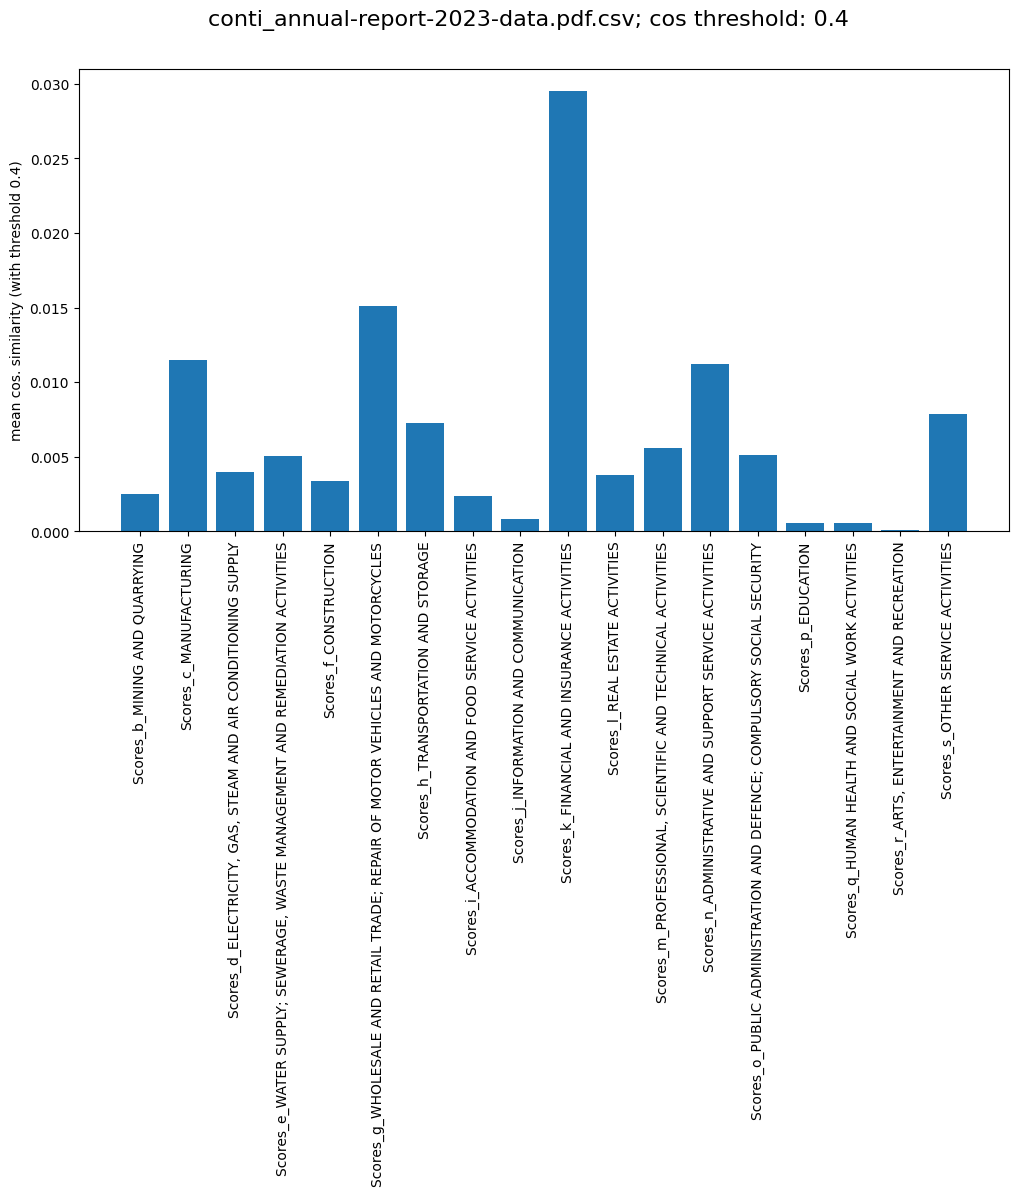 conti_annual-report-2023-data.pdf.csv; cos threshold: 0.4
mean cos. similarity (with threshold 0.4)
0.030
0.025
0.020
0.015
0.010
0.005
0.000
Scores_b_MINING AND QUARRYING
Scores_c_MANUFACTURING
Scores_d_ELECTRICITY, GAS, STEAM AND AIR CONDITIONING SUPPLY
Scores_e_WATER SUPPLY; SEWERAGE, WASTE MANAGEMENT AND REMEDIATION ACTIVITIES
Scores_f_CONSTRUCTION
Scores_g_WHOLESALE AND RETAIL TRADE; REPAIR OF MOTOR VEHICLES AND MOTORCYCLES
Scores_h_TRANSPORTATION AND STORAGE
Scores_i_ACCOMMODATION AND FOOD SERVICE ACTIVITIES
Scores_j_INFORMATION AND COMMUNICATION
Scores_k_FINANCIAL AND INSURANCE ACTIVITIES
Scores_l_REAL ESTATE ACTIVITIES
Scores_m_PROFESSIONAL, SCIENTIFIC AND TECHNICAL ACTIVITIES
Scores_n_ADMINISTRATIVE AND SUPPORT SERVICE ACTIVITIES
Scores_o_PUBLIC ADMINISTRATION AND DEFENCE; COMPULSORY SOCIAL SECURITY
Scores_p_EDUCATION
Scores_q_HUMAN HEALTH AND SOCIAL WORK ACTIVITIES
Scores_r_ARTS, ENTERTAINMENT AND RECREATION
Scores_s_OTHER SERVICE ACTIVITIES